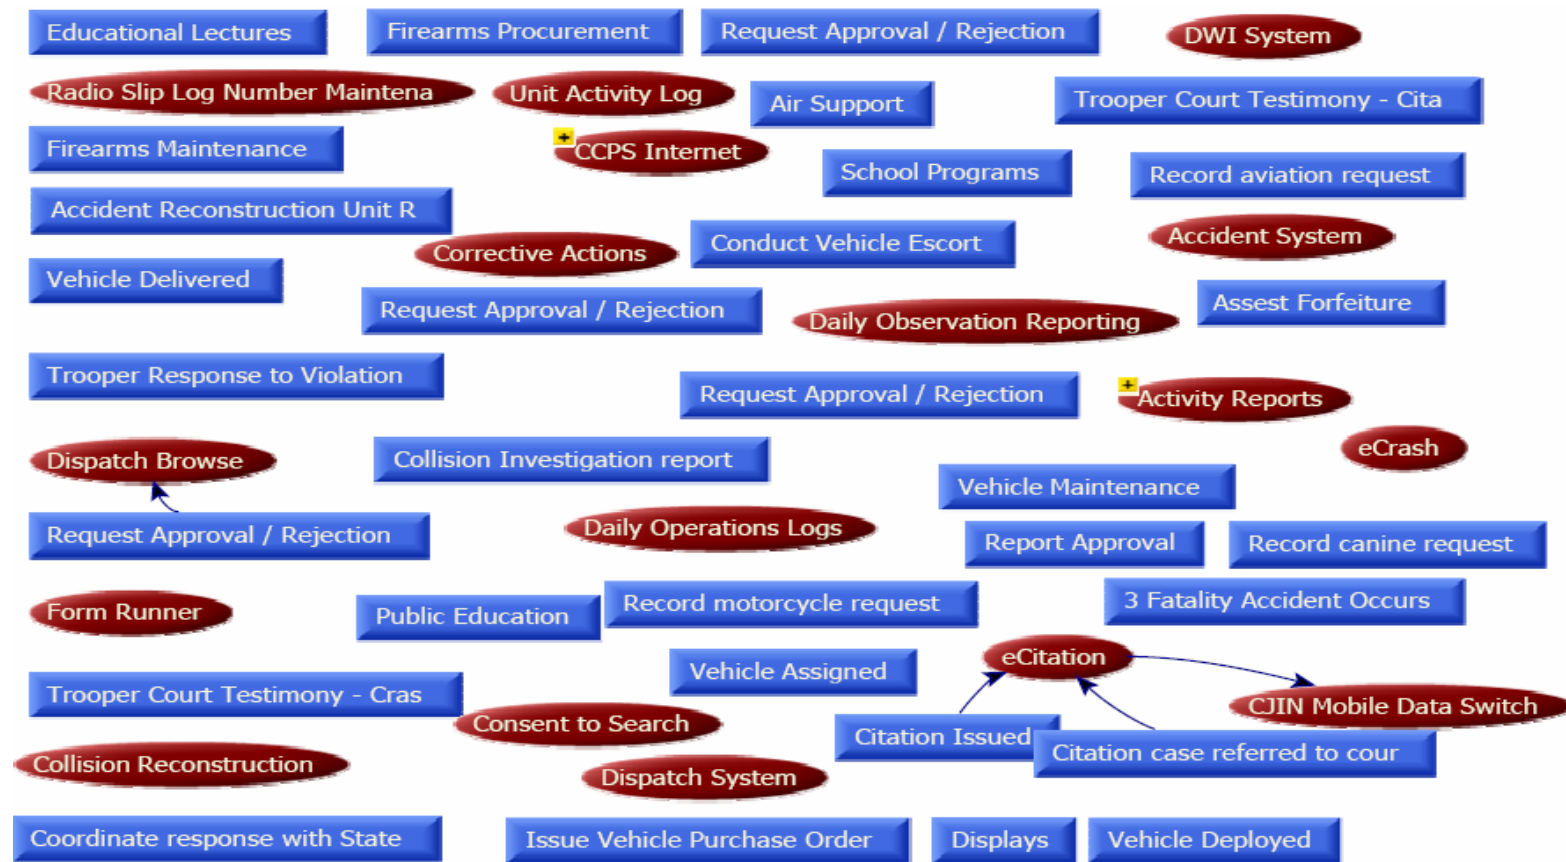 Educational Lectures
Firearms Procurement
Request Approval / Rejection
DWI System
Radio Slip Log Number Maintena
Unit Activity Log
Air Support
Trooper Court Testimony - Cita
Firearms Maintenance
+
CCPS Internet
School Programs
Record aviation request
Accident Reconstruction Unit R
Corrective Actions
Conduct Vehicle Escort
Accident System
Vehicle Delivered
Request Approval / Rejection
Daily Observation Reporting
Assest Forfeiture
Trooper Response to Violation
Request Approval / Rejection
+
Activity Reports
Dispatch Browse
Collision Investigation report
eCrash
Vehicle Maintenance
Request Approval / Rejection
Daily Operations Logs
Report Approval
Record canine request
Form Runner
Public Education
Record motorcycle request
3 Fatality Accident Occurs
eCitation
Trooper Court Testimony - Cras
Vehicle Assigned
Consent to Search
CJIN Mobile Data Switch
Citation Issued
Citation case referred to cour
Collision Reconstruction
Dispatch System
Coordinate response with State
Issue Vehicle Purchase Order
Displays
Vehicle Deployed